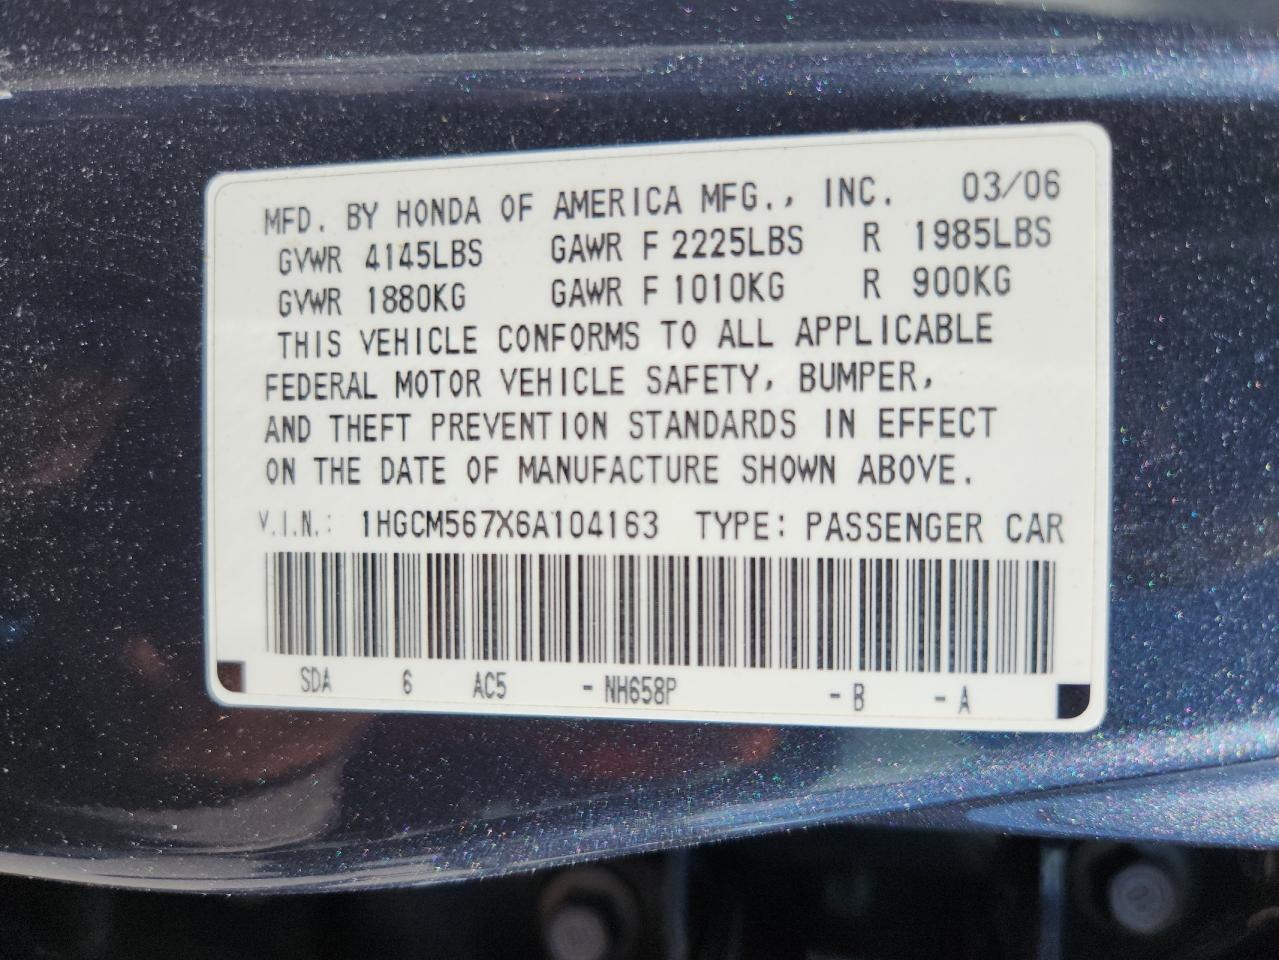 MFD. BY HONDA OF AMERICA MFG., INC. 03/06
GVWR 4145LBS GAWR F 2225LBS R 1985LBS
GVWR 1880KG GAWR F 1010KG R 900KG
THIS VEHICLE CONFORMS TO ALL APPLICABLE
FEDERAL MOTOR VEHICLE SAFETY, BUMPER,
AND THEFT PREVENTION STANDARDS IN EFFECT
ON THE DATE OF MANUFACTURE SHOWN ABOVE.
V.I.N.: 1HGCM567X6A104163 TYPE: PASSENGER CAR
SDA 6 AC5 - NH658P - B - A